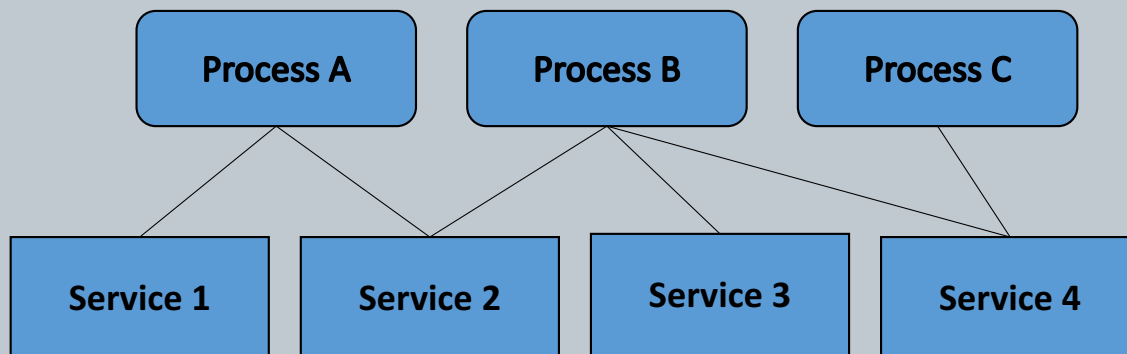 Process A
Process B
Process C
Service 1
Service 2
Service 3
Service 4